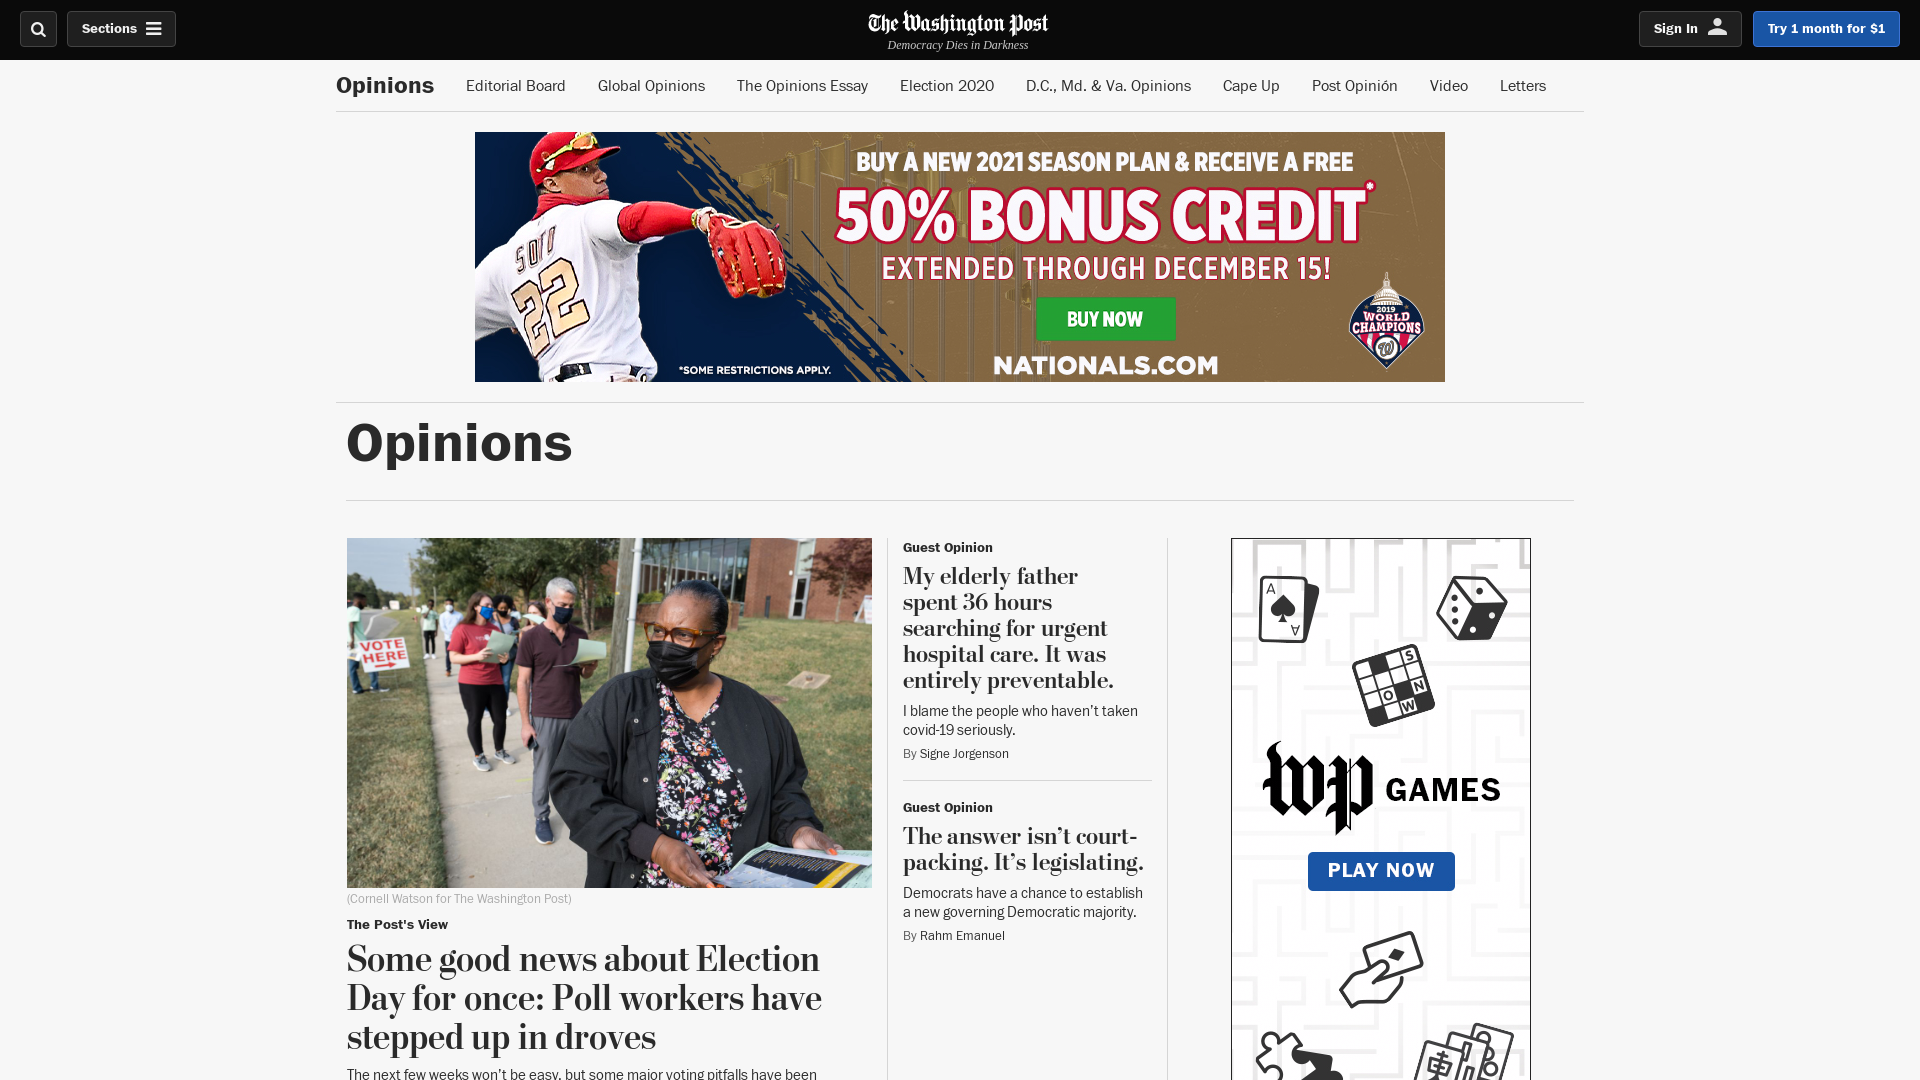 Sections
The Washington Post
Democracy Dies in Darkness
Sign In
Try 1 month for $1
Opinions
Editorial Board
Global Opinions
The Opinions Essay
Election 2020
D.C., Md. & Va. Opinions
Cape Up
Post Opinión
Video
Letters
BUY A NEW 2021 SEASON PLAN & RECEIVE A FREE
50% BONUS CREDIT*
EXTENDED THROUGH DECEMBER 15!
BUY NOW
NATIONALS.COM
*SOME RESTRICTIONS APPLY.
SOTO
22
2019
WORLD
CHAMPIONS
W
Opinions
VOTE
HERE
(Cornell Watson for The Washington Post)
The Post's View
Some good news about Election
Day for once: Poll workers have
stepped up in droves
The next few weeks won’t be easy, but some major voting pitfalls have been
Guest Opinion
My elderly father
spent 36 hours
searching for urgent
hospital care. It was
entirely preventable.
I blame the people who haven’t taken
covid-19 seriously.
By Signe Jorgenson
Guest Opinion
The answer isn’t court-
packing. It’s legislating.
Democrats have a chance to establish
a new governing Democratic majority.
By Rahm Emanuel
A
A
S
O N
W
wp GAMES
PLAY NOW